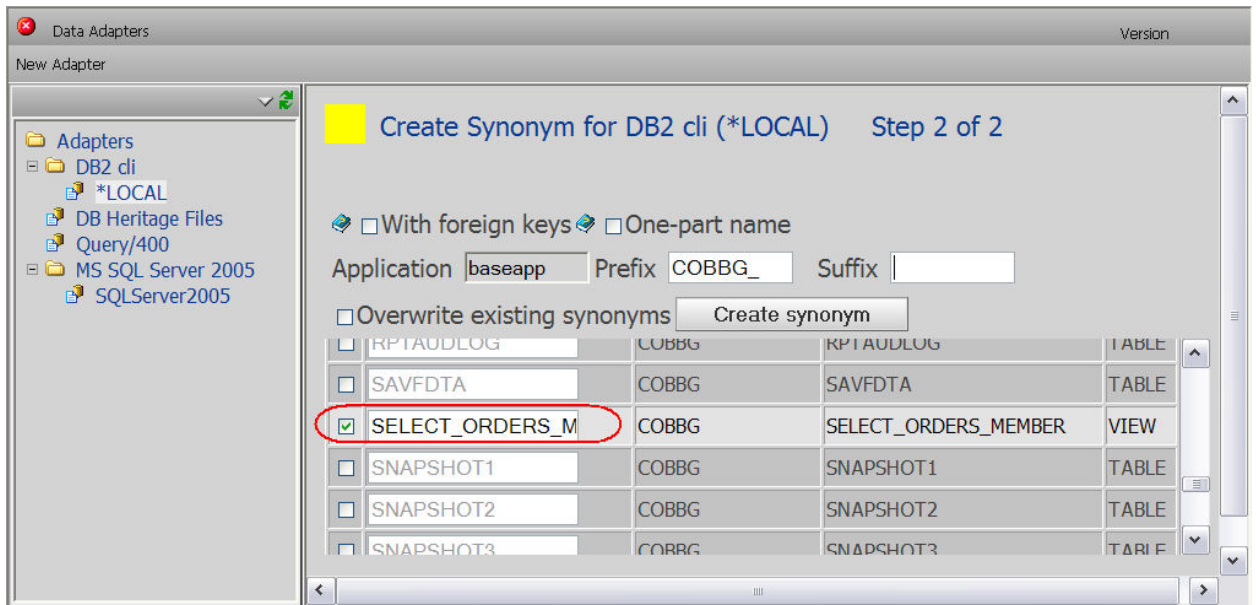 Data Adapters Version
New Adapter
Adapters
DB2 cli
*LOCAL
DB Heritage Files
Query/400
MS SQL Server 2005
SQLServer2005
Create Synonym for DB2 cli (*LOCAL) Step 2 of 2
With foreign keys One-part name
Application baseapp Prefix COBBG_ Suffix
Overwrite existing synonyms Create synonym
RPTAUDLOG COBBG RPTAUDLOG TABLE
SAVFDTA COBBG SAVFDTA TABLE
SELECT_ORDERS_M COBBG SELECT_ORDERS_MEMBER VIEW
SNAPSHOT1 COBBG SNAPSHOT1 TABLE
SNAPSHOT2 COBBG SNAPSHOT2 TABLE
SNAPSHOT3 COBBG SNAPSHOT3 TABLE